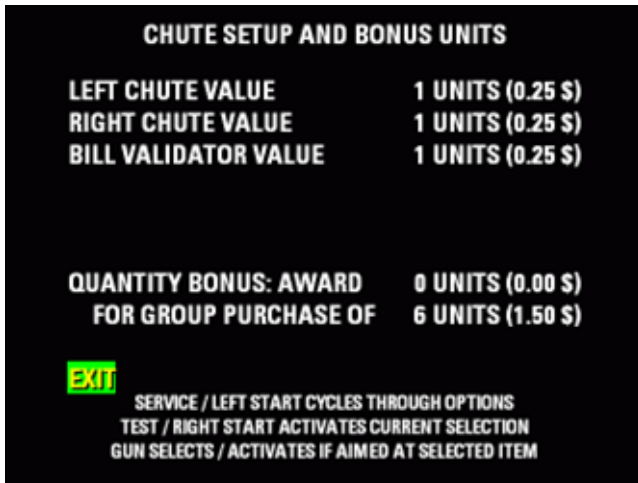 CHUTE SETUP AND BONUS UNITS
LEFT CHUTE VALUE 1 UNITS (0.25 $)
RIGHT CHUTE VALUE 1 UNITS (0.25 $)
BILL VALIDATOR VALUE 1 UNITS (0.25 $)
QUANTITY BONUS: AWARD 0 UNITS (0.00 $)
FOR GROUP PURCHASE OF 6 UNITS (1.50 $)
EXIT
SERVICE / LEFT START CYCLES THROUGH OPTIONS
TEST / RIGHT START ACTIVATES CURRENT SELECTION
GUN SELECTS / ACTIVATES IF AIMED AT SELECTED ITEM